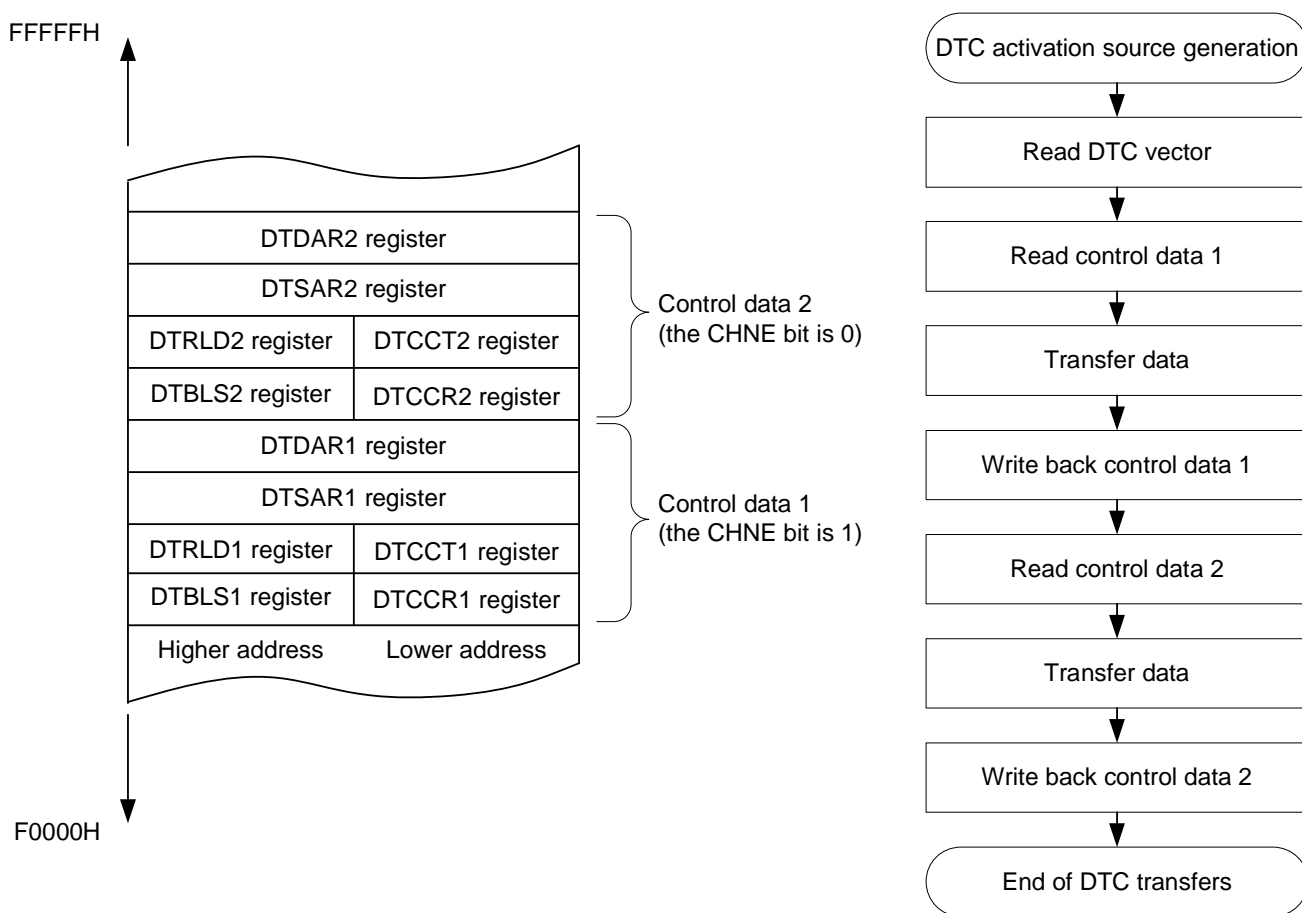 FFFFFH
DTDAR2 register
DTSAR2 register
DTRLD2 register DTCCT2 register
DTBLS2 register DTCCR2 register
DTDAR1 register
DTSAR1 register
DTRLD1 register DTCCT1 register
DTBLS1 register DTCCR1 register
Higher address Lower address
F0000H
Control data 2
(the CHNE bit is 0)
Control data 1
(the CHNE bit is 1)
DTC activation source generation
Read DTC vector
Read control data 1
Transfer data
Write back control data 1
Read control data 2
Transfer data
Write back control data 2
End of DTC transfers